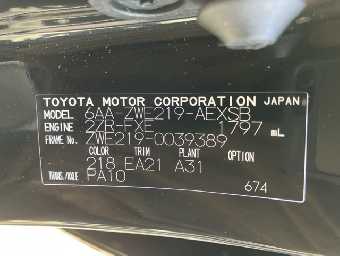 TOYOTA MOTOR CORPORATION JAPAN
MODEL 6AA-ZWE219-AEXSB
ENGINE 2ZR-FXE 1797 mL
FRAME No. ZWE219-0039389
COLOR TRIM PLANT OPTION
218 EA21 A31
TRANS./AXLE PA10
674